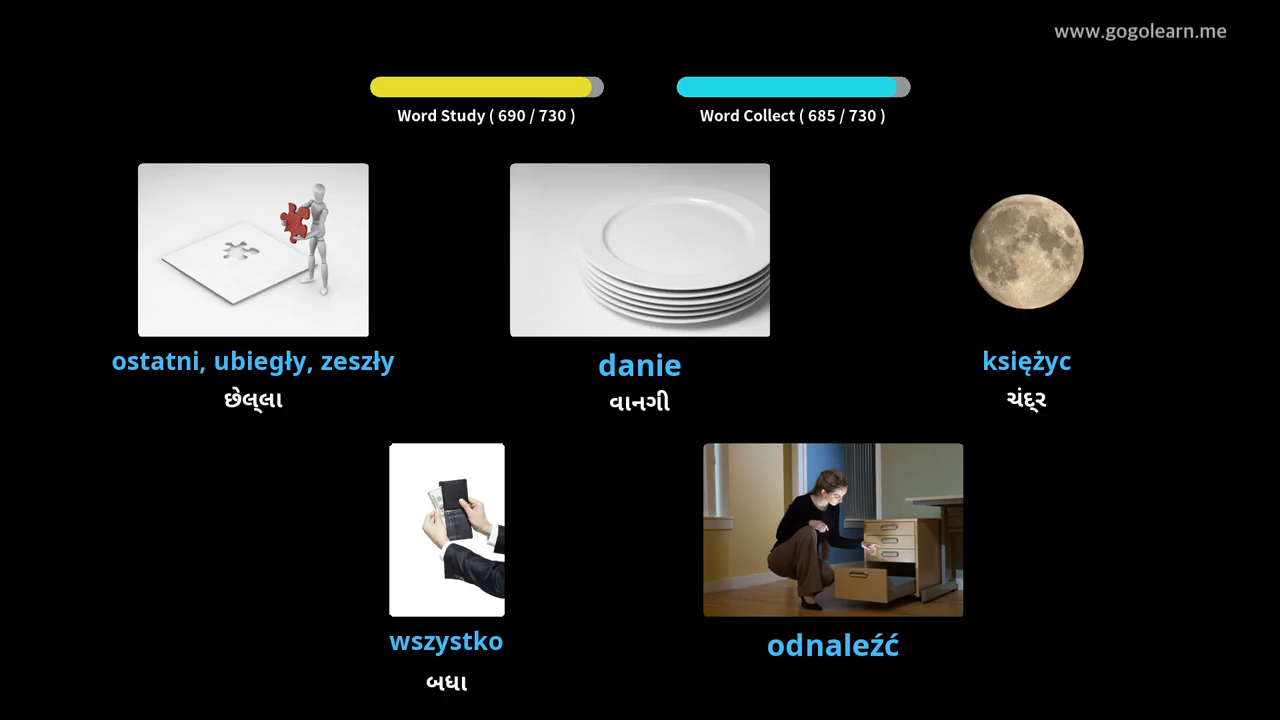 www.gogolearn.me
Word Study ( 690 / 730 )
Word Collect ( 685 / 730 )
ostatni, ubiegły, zeszły
છેલ્લા
danie
વાનગી
księżyc
ચંદ્ર
wszystko
બધા
odnaleźć